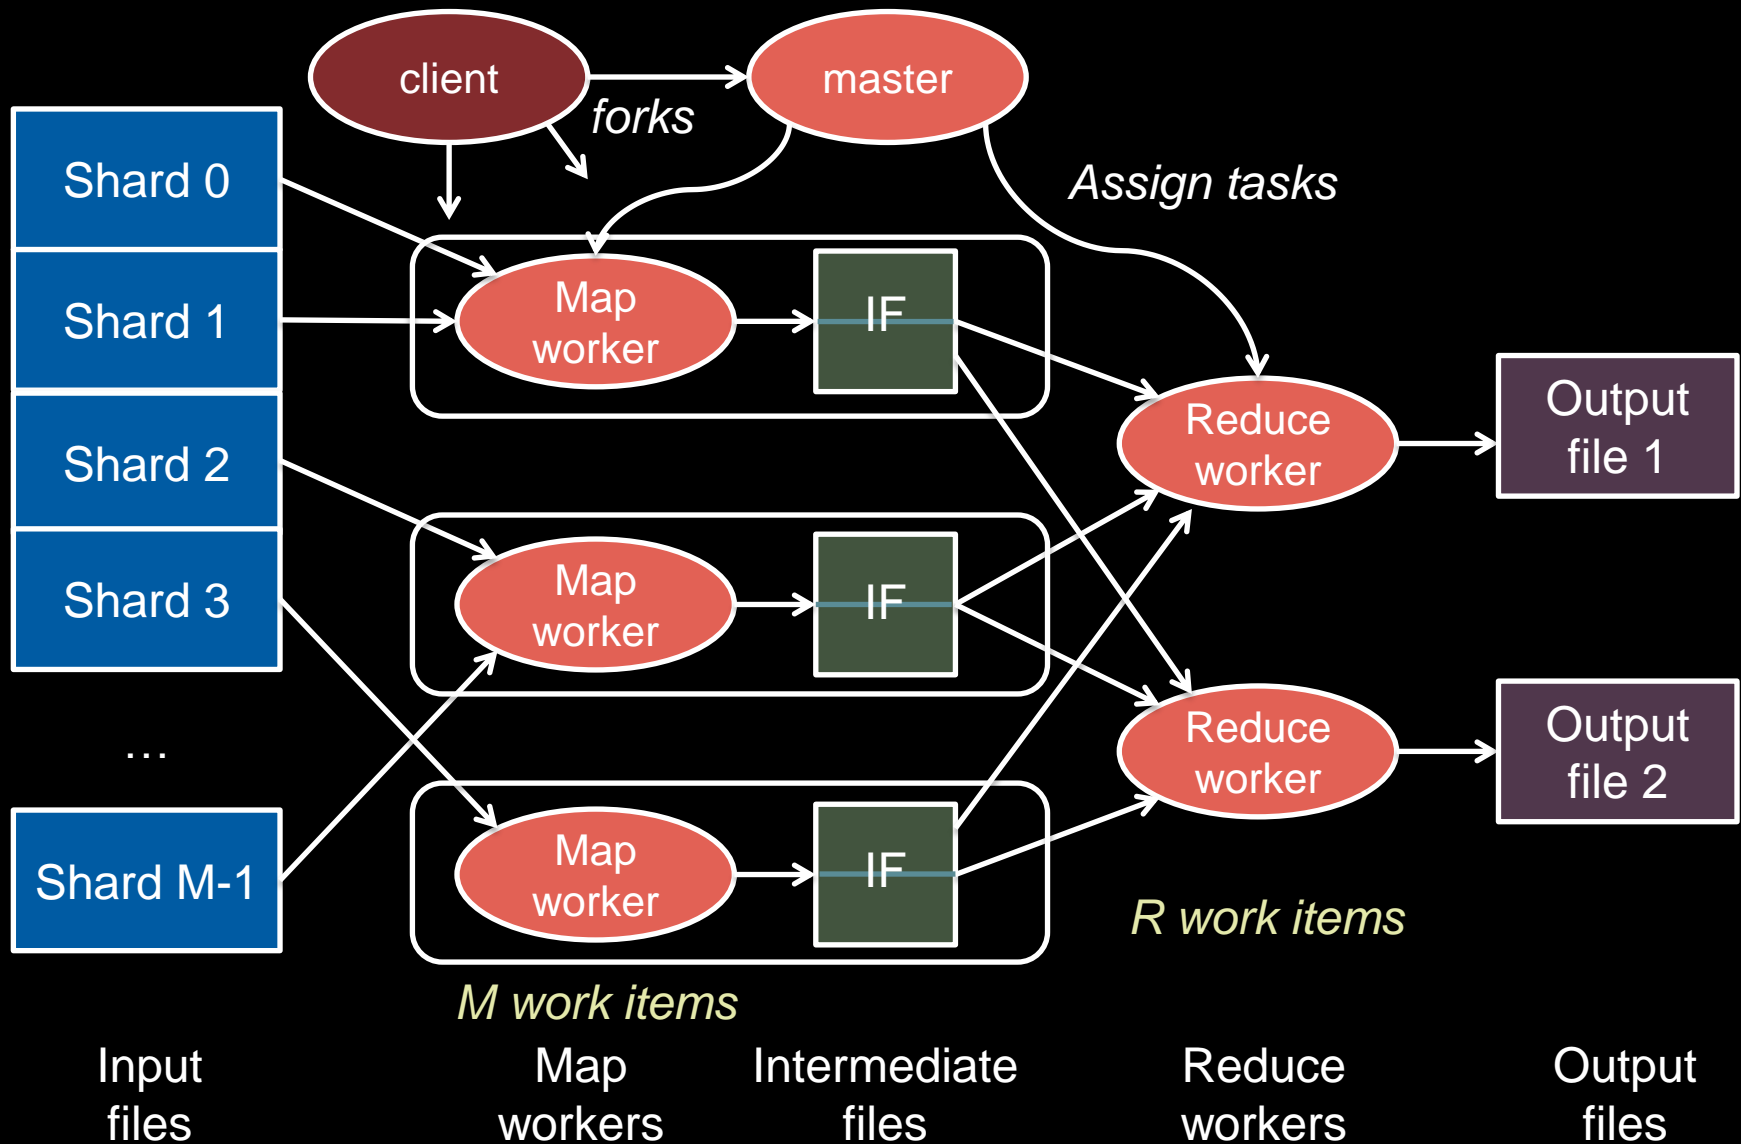 client
master
forks
Assign tasks
Shard 0
Shard 1
Shard 2
Shard 3
…
Shard M-1
Map
worker
IF
Map
worker
IF
Map
worker
IF
Reduce
worker
Reduce
worker
Output
file 1
Output
file 2
R work items
M work items
Input
files
Map
workers
Intermediate
files
Reduce
workers
Output
files